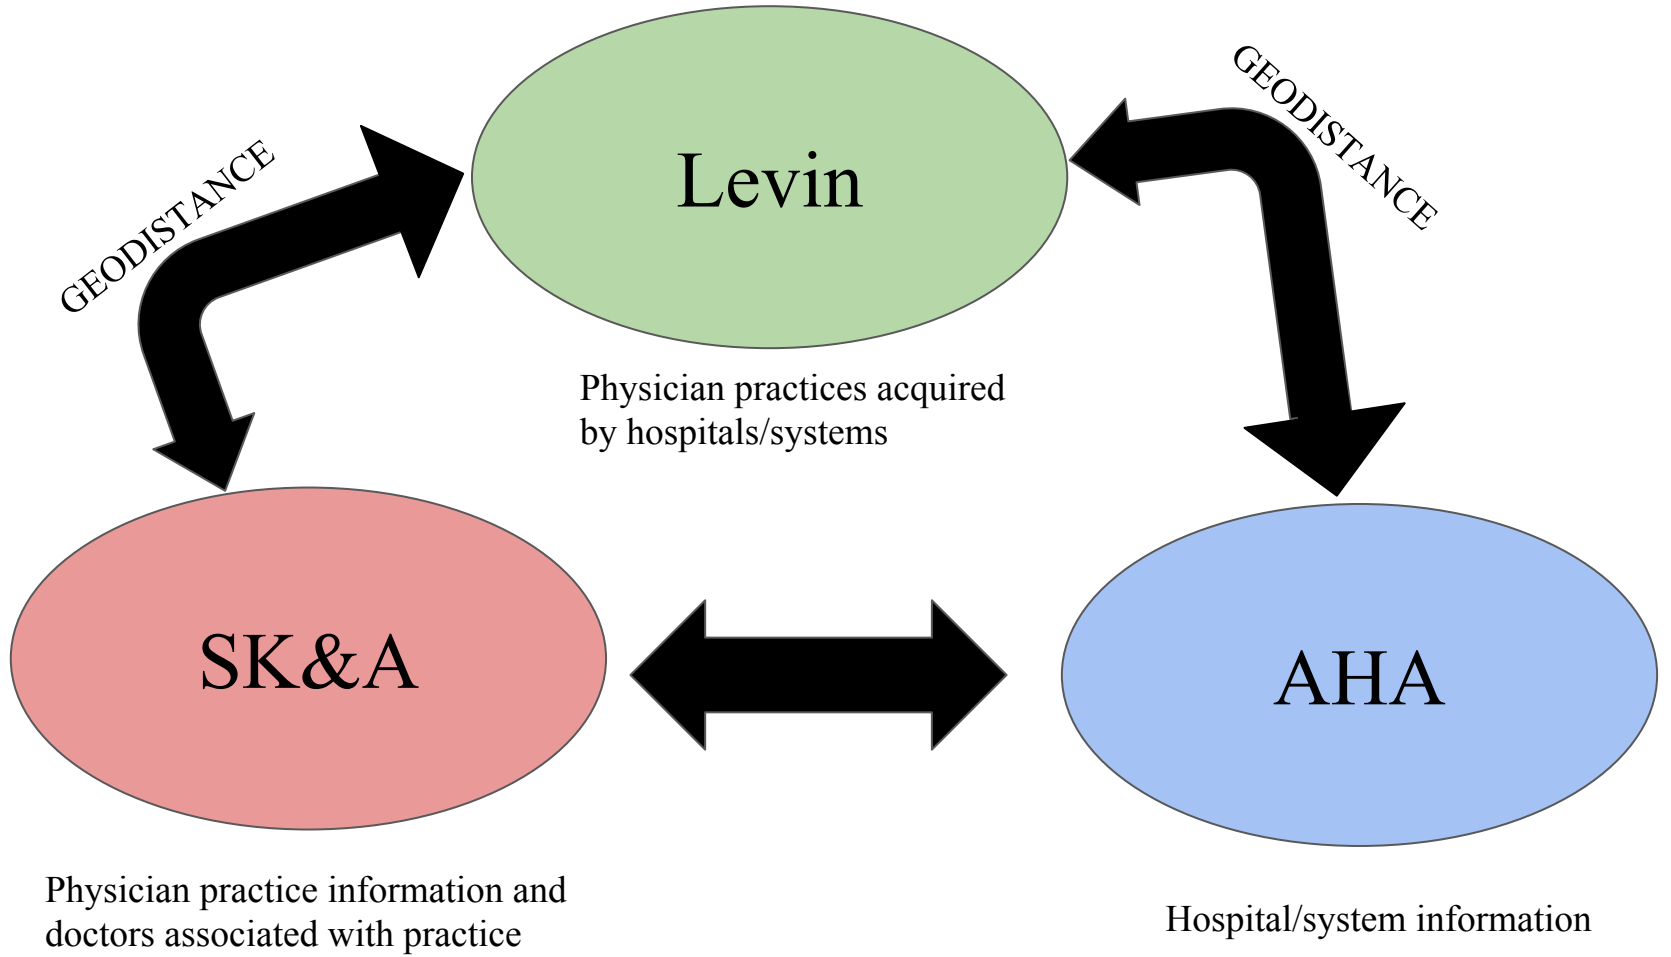 GEODISTANCE
Levin
GEODISTANCE
Physician practices acquired
by hospitals/systems
SK&A
AHA
Physician practice information and
doctors associated with practice
Hospital/system information